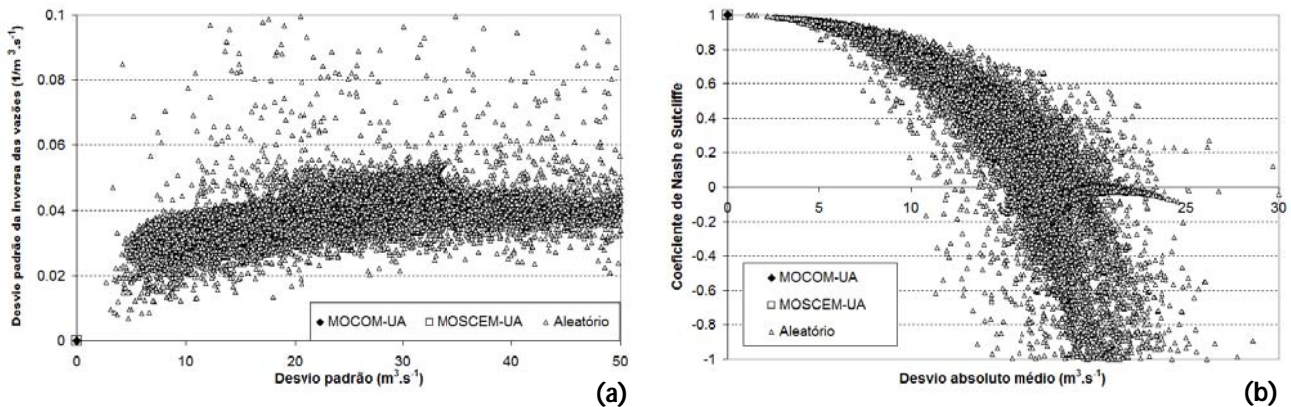 Desvio padrão da inversa das vazões (1/m³.s⁻¹)
0.1
0.08
0.06
0.04
0.02
0
0
10
20
30
40
50
MOCOM-UA MOSCEM-UA Aleatório
Desvio padrão (m³.s⁻¹)
(a)
Coeficiente de Nash e Sutcliffe
1
0.8
0.6
0.4
0.2
0
-0.2
-0.4
-0.6
-0.8
-1
0
5
10
25
30
MOCOM-UA
MOSCEM-UA
Aleatório
Desvio absoluto médio (m³.s⁻¹)
(b)